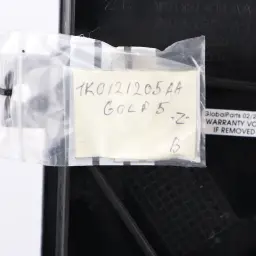 1K0121205AA
GOLF 5
-Z-
B
GlobalParts 02/2
WARRANTY VO
IF REMOVED